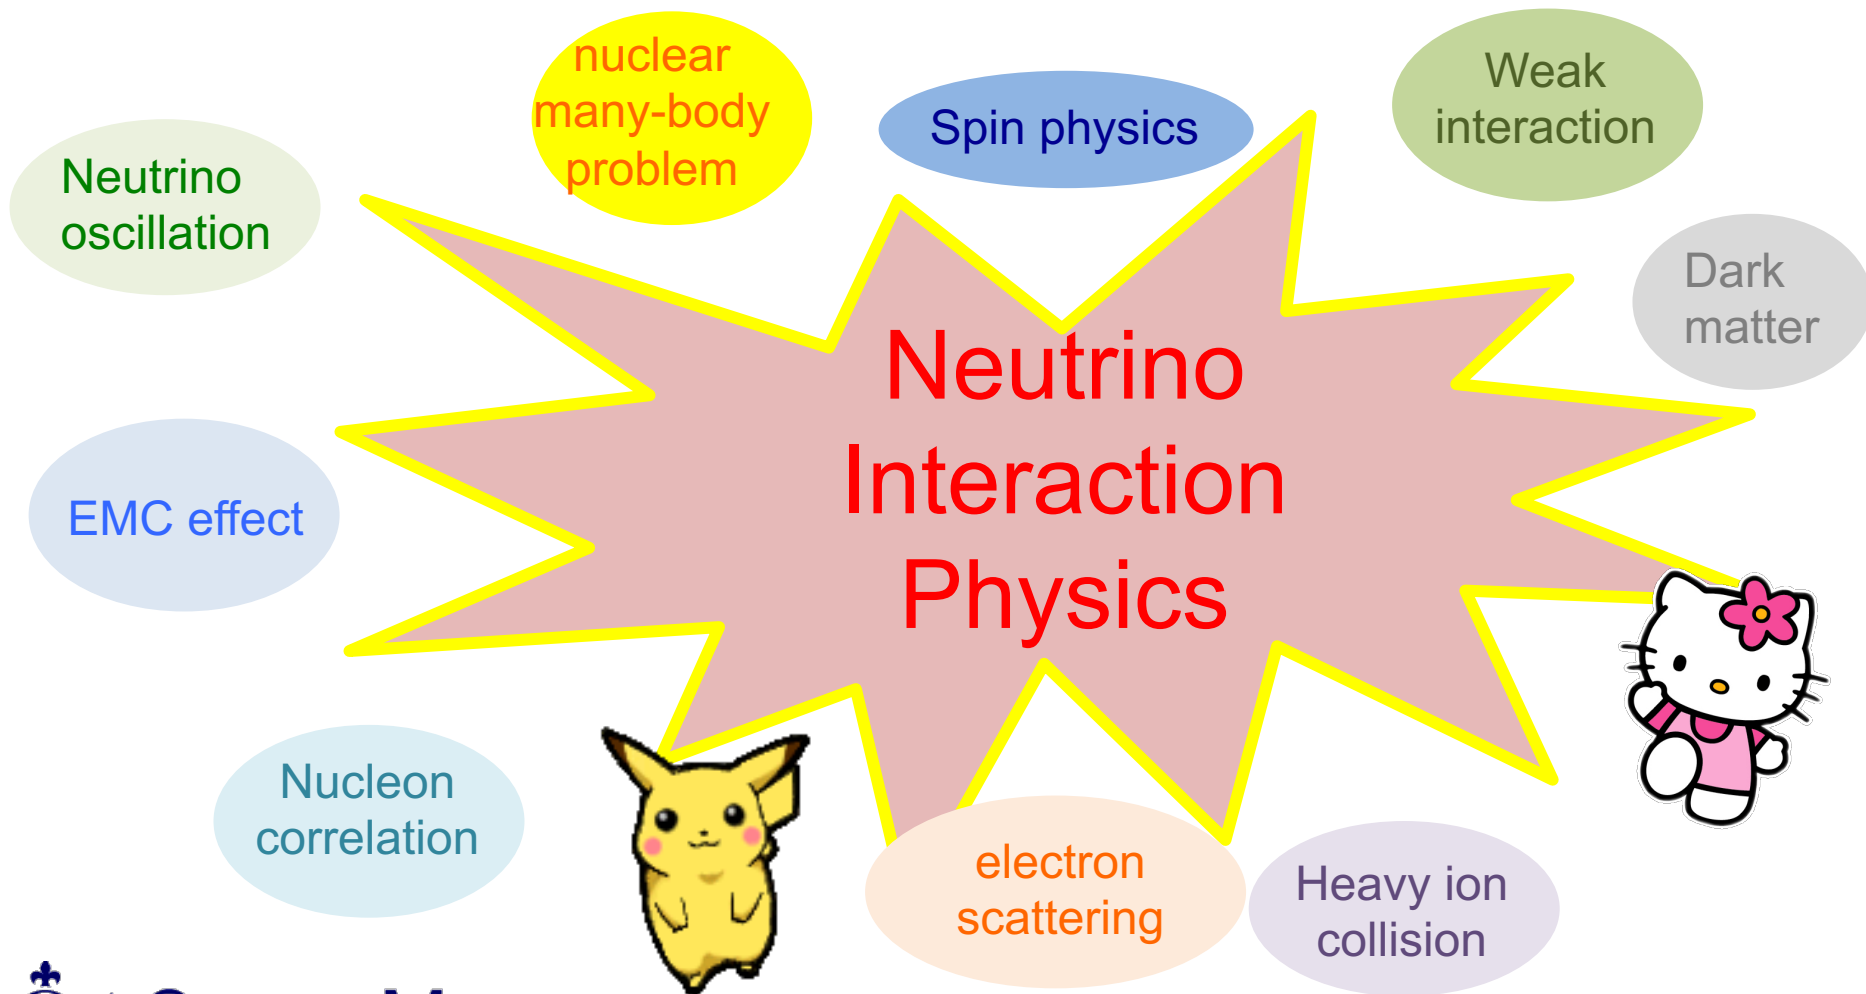 nuclear
many-body
problem
Spin physics
Weak
interaction
Neutrino
oscillation
Dark
matter
Neutrino
Interaction
Physics
EMC effect
Nucleon
correlation
electron
scattering
Heavy ion
collision